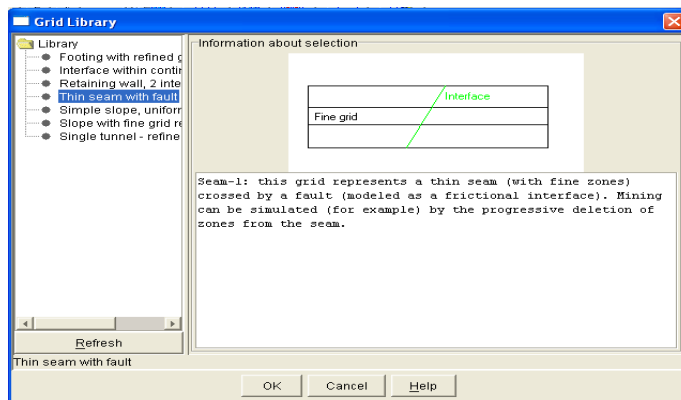 Grid Library
Library
Footing with refined g
Interface within contin
Retaining wall, 2 inte
Thin seam with fault
Simple slope, uniform
Slope with fine grid re
Single tunnel - refine
Refresh
Information about selection
Interface
Fine grid
Seam-1: this grid represents a thin seam (with fine zones)
crossed by a fault (modeled as a frictional interface). Mining
can be simulated (for example) by the progressive deletion of
zones from the seam.
Thin seam with fault
OK Cancel Help